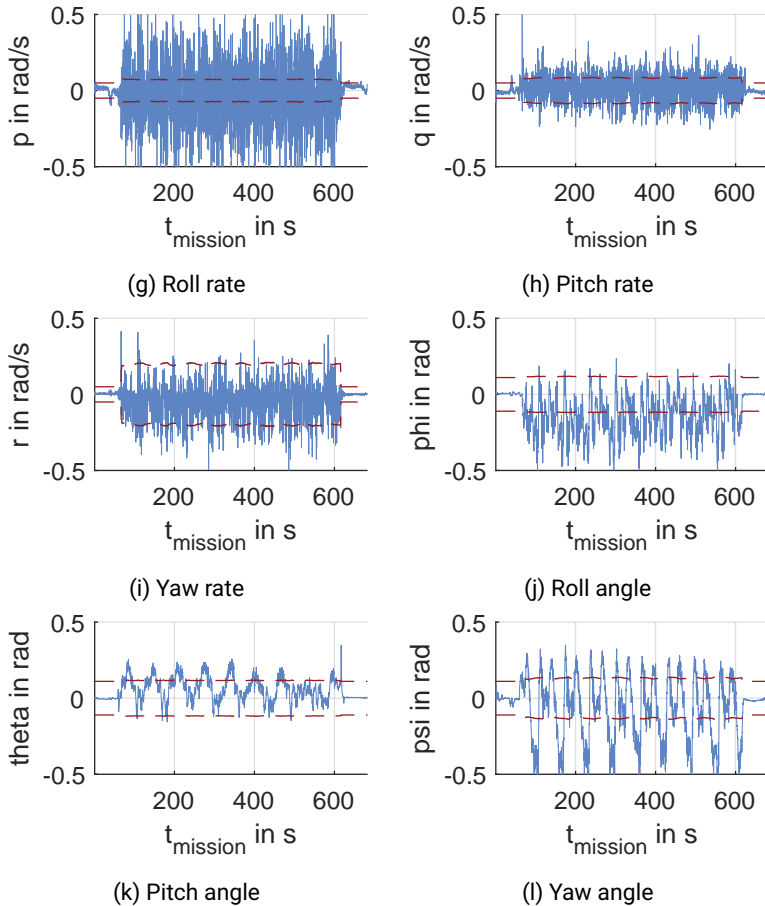 0.5
0
-0.5
p in rad/s
200 400 600
t_mission in s
(g) Roll rate
0.5
0
-0.5
q in rad/s
200 400 600
t_mission in s
(h) Pitch rate
0.5
0
-0.5
r in rad/s
200 400 600
t_mission in s
(i) Yaw rate
0.5
0
-0.5
phi in rad
200 400 600
t_mission in s
(j) Roll angle
0.5
0
-0.5
theta in rad
200 400 600
t_mission in s
(k) Pitch angle
0.5
0
-0.5
psi in rad
200 400 600
t_mission in s
(l) Yaw angle